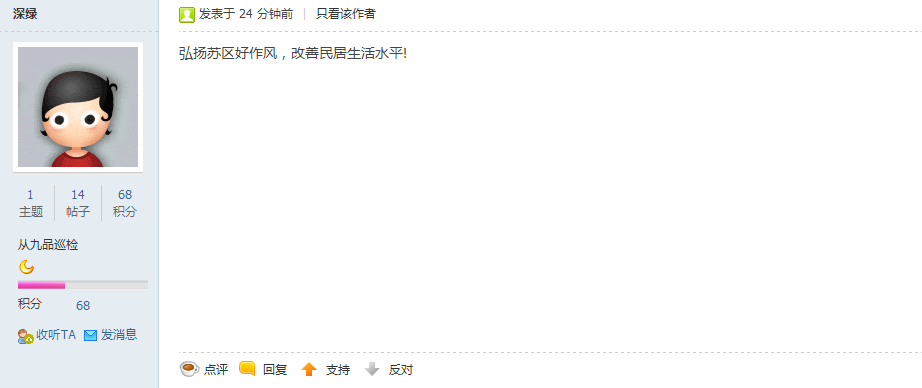 深绿
发表于 24 分钟前 | 只看该作者
弘扬苏区好作风，改善民居生活水平!
1 14 68
主题 帖子 积分
从九品巡检
积分 68
收听TA 发消息
点评 回复 支持 反对